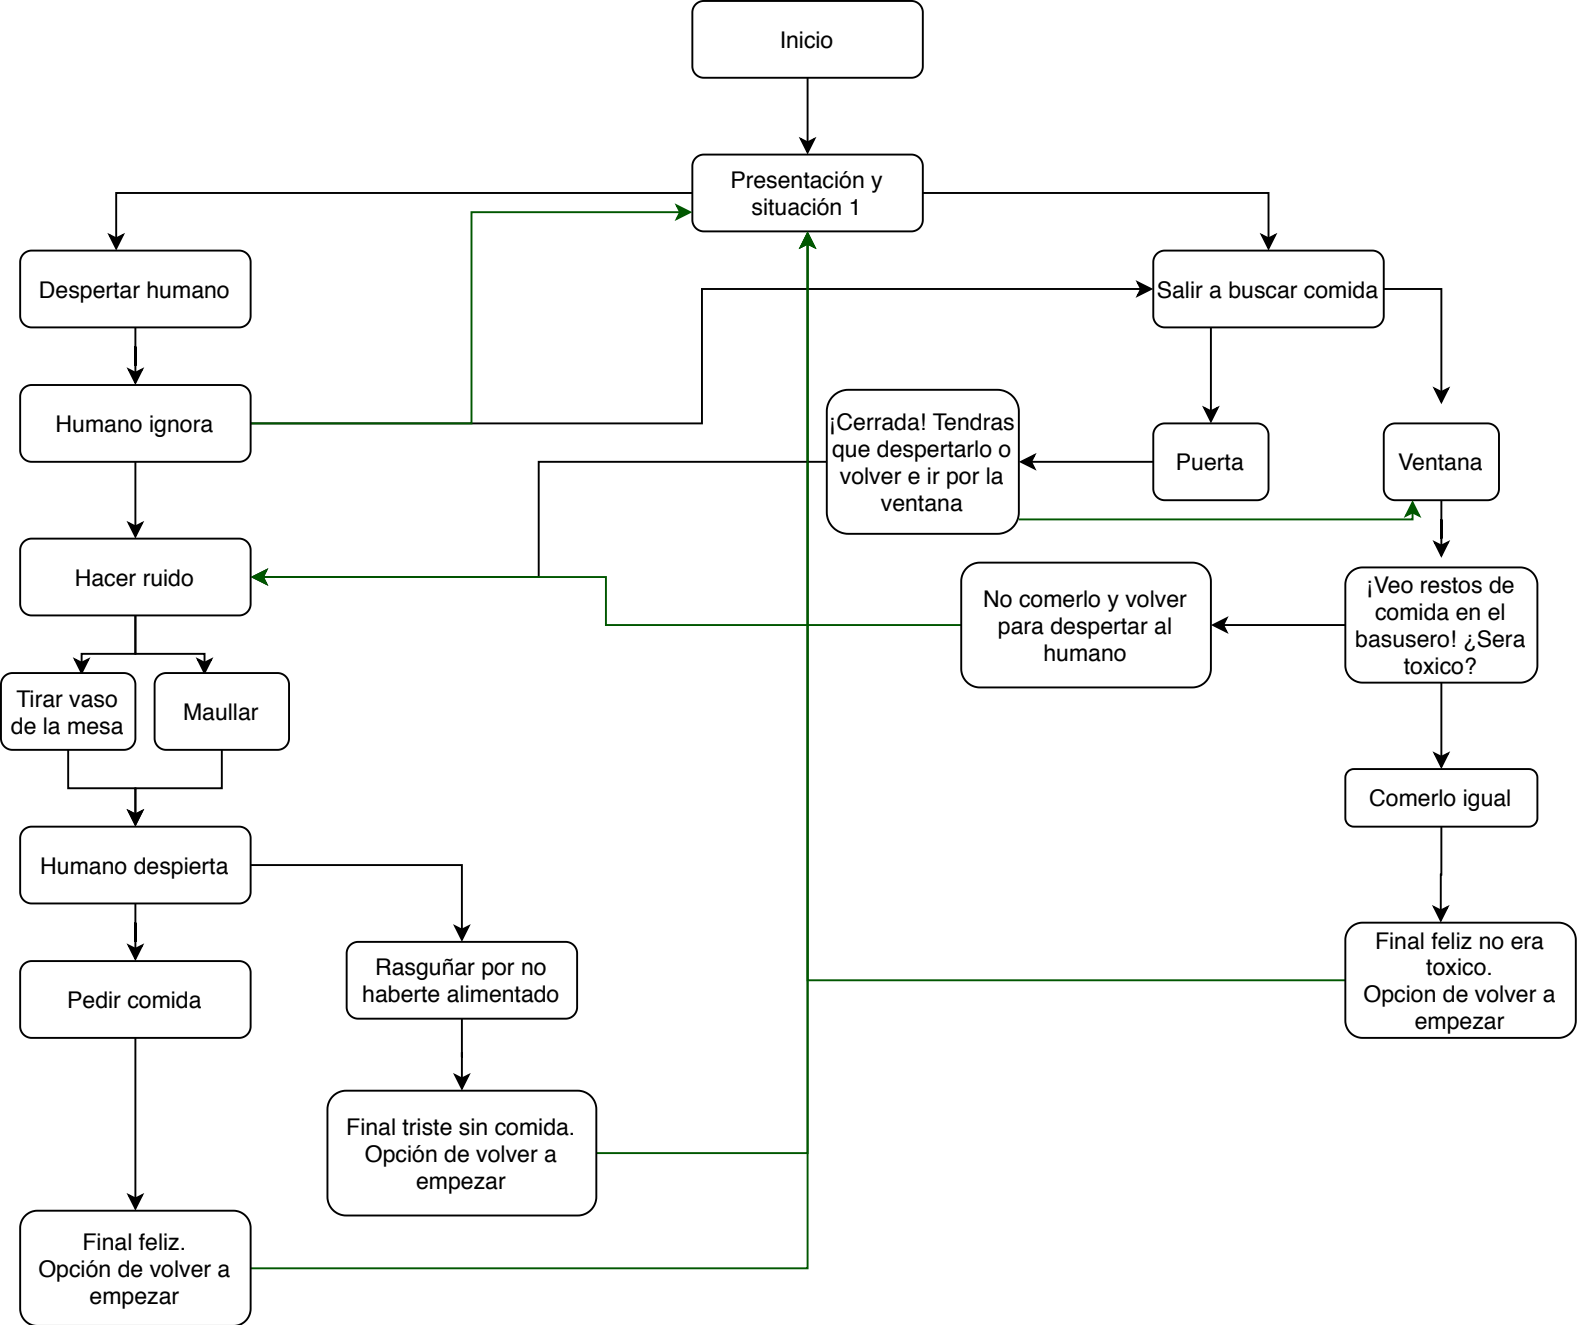 Inicio
Presentación y
situación 1
Despertar humano
Salir a buscar comida
Humano ignora
¡Cerrada! Tendras
que despertarlo o
volver e ir por la
ventana
Puerta
Ventana
Hacer ruido
No comerlo y volver
para despertar al
humano
¡Veo restos de
comida en el
basusero! ¿Sera
toxico?
Tirar vaso
de la mesa
Maullar
Comerlo igual
Humano despierta
Rasguñar por no
haberte alimentado
Final feliz no era
toxico.
Opcion de volver a
empezar
Pedir comida
Final triste sin comida.
Opción de volver a
empezar
Final feliz.
Opción de volver a
empezar